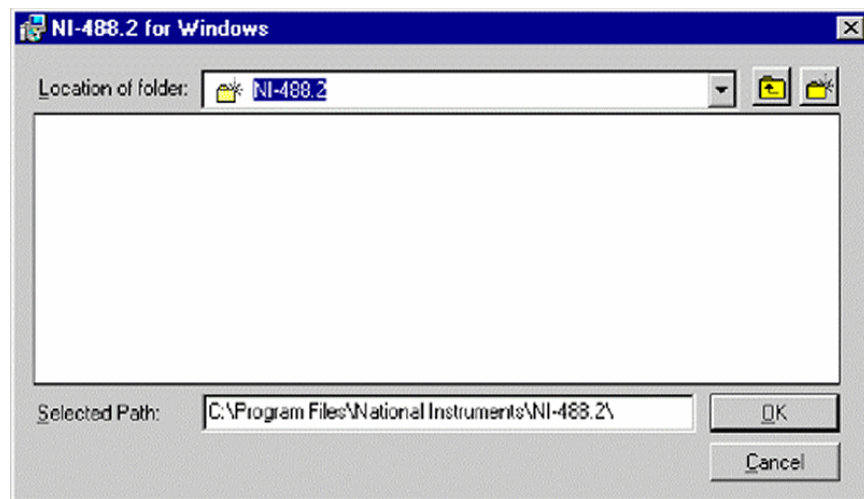 NI-488.2 for Windows
Location of folder: NI-488.2
Selected Path: C:\Program Files\National Instruments\NI-488.2\ OK
Cancel